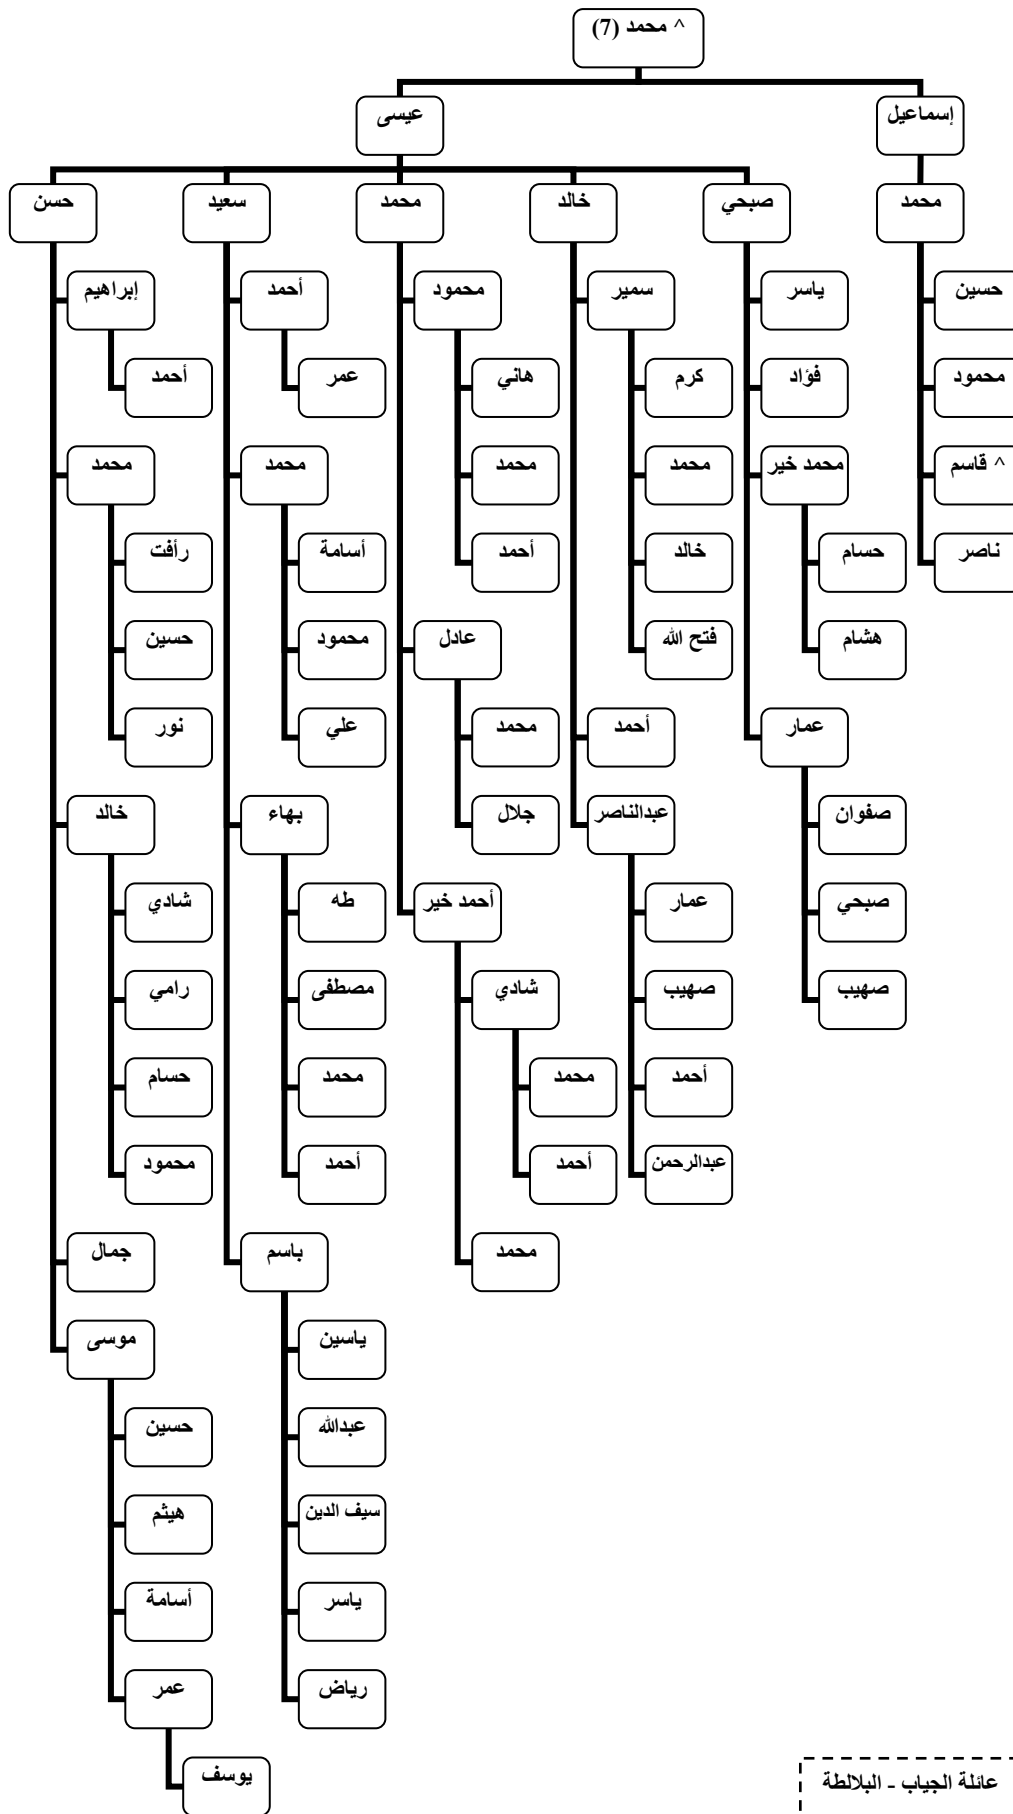 ^ محمد (7)
إسماعيل
عيسى
محمد
صبحي
خالد
محمد
سعيد
حسن
حسين
ياسر
سمير
محمود
أحمد
إبراهيم
محمود
فؤاد
كرم
هاني
عمر
أحمد
^ قاسم
محمد خير
محمد
محمد
محمد
محمد
ناصر
حسام
خالد
أحمد
أسامة
رأفت
هشام
فتح الله
عادل
محمود
حسين
عمار
أحمد
محمد
علي
نور
صفوان
عبدالناصر
جلال
بهاء
خالد
صبحي
عمار
أحمد خير
طه
شادي
صهيب
صهيب
شادي
مصطفى
رامي
أحمد
محمد
محمد
حسام
عبدالرحمن
أحمد
أحمد
محمود
محمد
باسم
جمال
ياسين
موسى
عبدالله
حسين
سيف الدين
هيثم
ياسر
أسامة
رياض
عمر
يوسف
عائلة الجياب - البلالطة